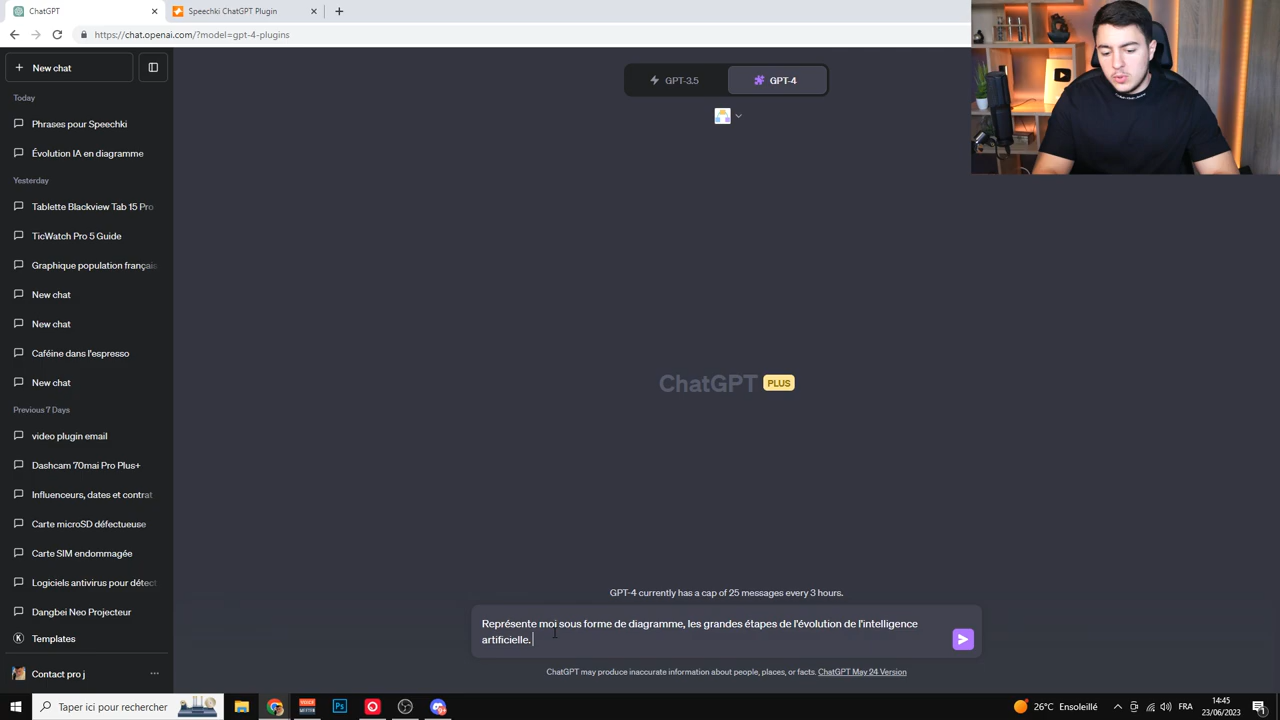 ChatGPT
Speechki ChatGPT Plugin
https://chat.openai.com/?model=gpt-4-plugins
New chat
GPT-3.5
GPT-4
Today
Phrases pour Speechki
Évolution IA en diagramme
Yesterday
Tablette Blackview Tab 15 Pro
TicWatch Pro 5 Guide
Graphique population français
New chat
New chat
Caféine dans l'espresso
New chat
Previous 7 Days
video plugin email
Dashcam 70mai Pro Plus+
Influenceurs, dates et contrat
Carte microSD défectueuse
Carte SIM endommagée
Logiciels antivirus pour détect
Dangbei Neo Projecteur
Templates
Contact pro j
ChatGPT PLUS
GPT-4 currently has a cap of 25 messages every 3 hours.
Représente moi sous forme de diagramme, les grandes étapes de l'évolution de l'intelligence
artificielle.
ChatGPT may produce inaccurate information about people, places, or facts. ChatGPT May 24 Version
Taper ici pour rechercher
26°C Ensoleillé
FRA
14:45
23/06/2023